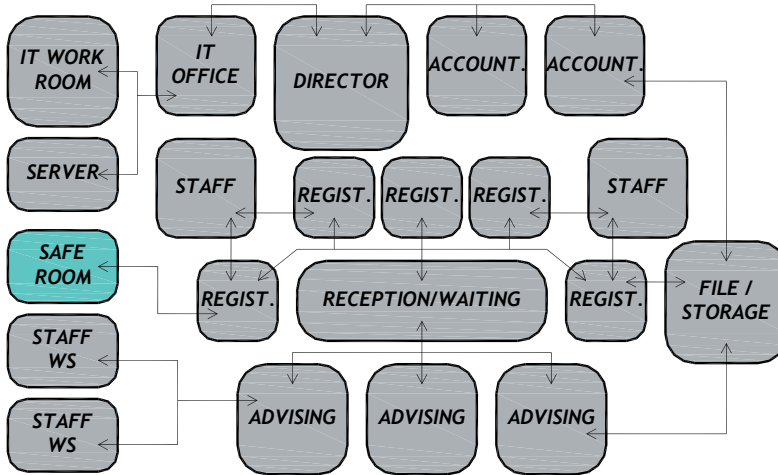 IT WORK
ROOM
IT
OFFICE
DIRECTOR
ACCOUNT.
ACCOUNT.
SERVER
STAFF
REGIST.
REGIST.
REGIST.
STAFF
SAFE
ROOM
REGIST.
RECEPTION/WAITING
REGIST.
FILE /
STORAGE
STAFF
WS
STAFF
WS
ADVISING
ADVISING
ADVISING